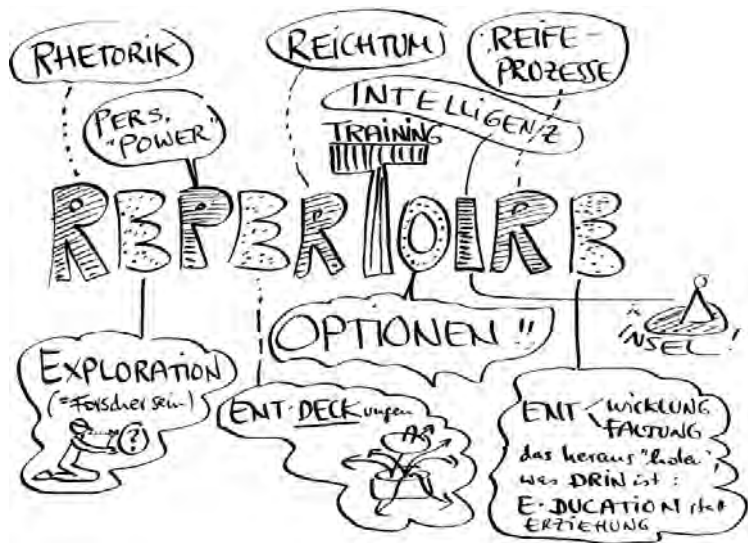 RHETORIK
PERS.
"POWER"
REICHTUM
TRAINING
INTELLIGENZ
REIFE-
PROZESSE
REPERTOIRE
EXPLORATION
(=Forscher sein)
?
ENT·DECKungen
OPTIONEN!!
INSEL!
ENT WICKLUNG
FALTUNG
das heraus "holen",
was DRIN ist:
E·DUCATION statt
ERZIEHUNG